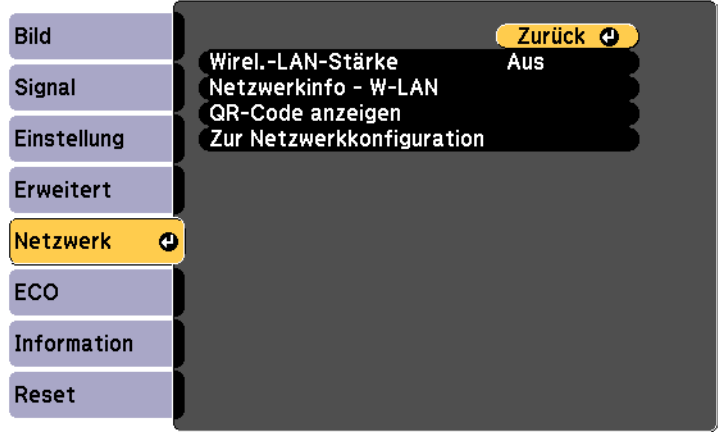 Bild
Signal
Einstellung
Erweitert
Netzwerk
ECO
Information
Reset
Zurück
Wirel.-LAN-Stärke Aus
Netzwerkinfo - W-LAN
QR-Code anzeigen
Zur Netzwerkkonfiguration